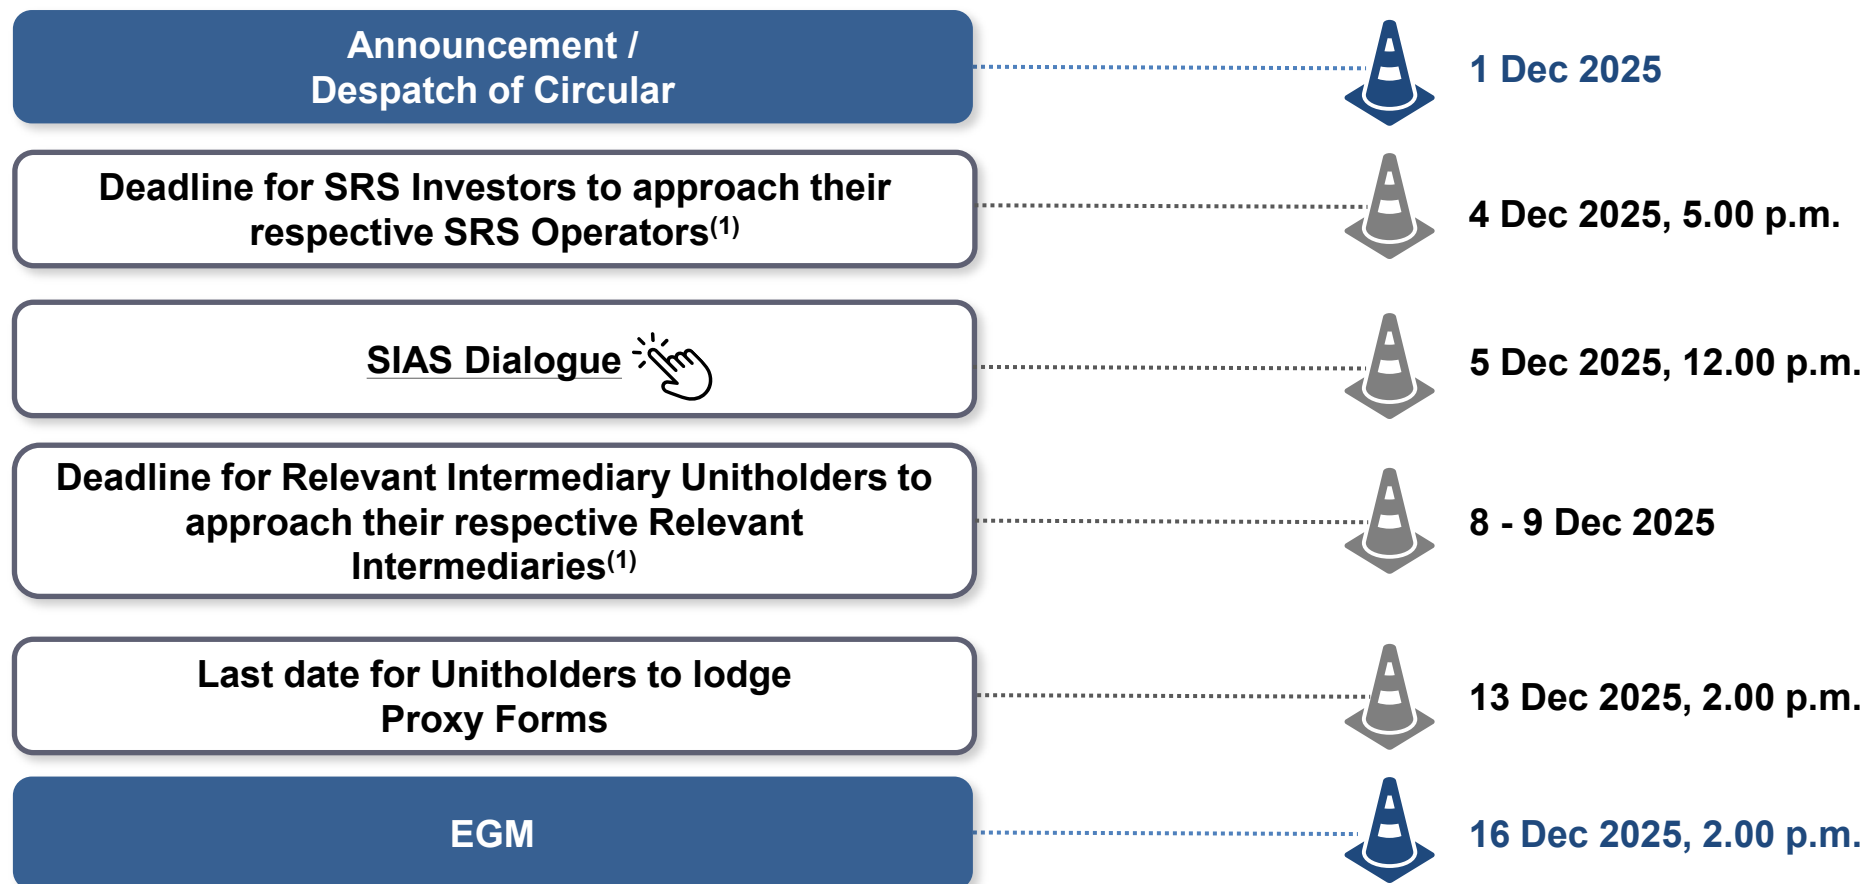 Announcement /
Despatch of Circular
1 Dec 2025
Deadline for SRS Investors to approach their
respective SRS Operators(1)
4 Dec 2025, 5.00 p.m.
SIAS Dialogue
5 Dec 2025, 12.00 p.m.
Deadline for Relevant Intermediary Unitholders to
approach their respective Relevant
Intermediaries(1)
8 - 9 Dec 2025
Last date for Unitholders to lodge
Proxy Forms
13 Dec 2025, 2.00 p.m.
EGM
16 Dec 2025, 2.00 p.m.